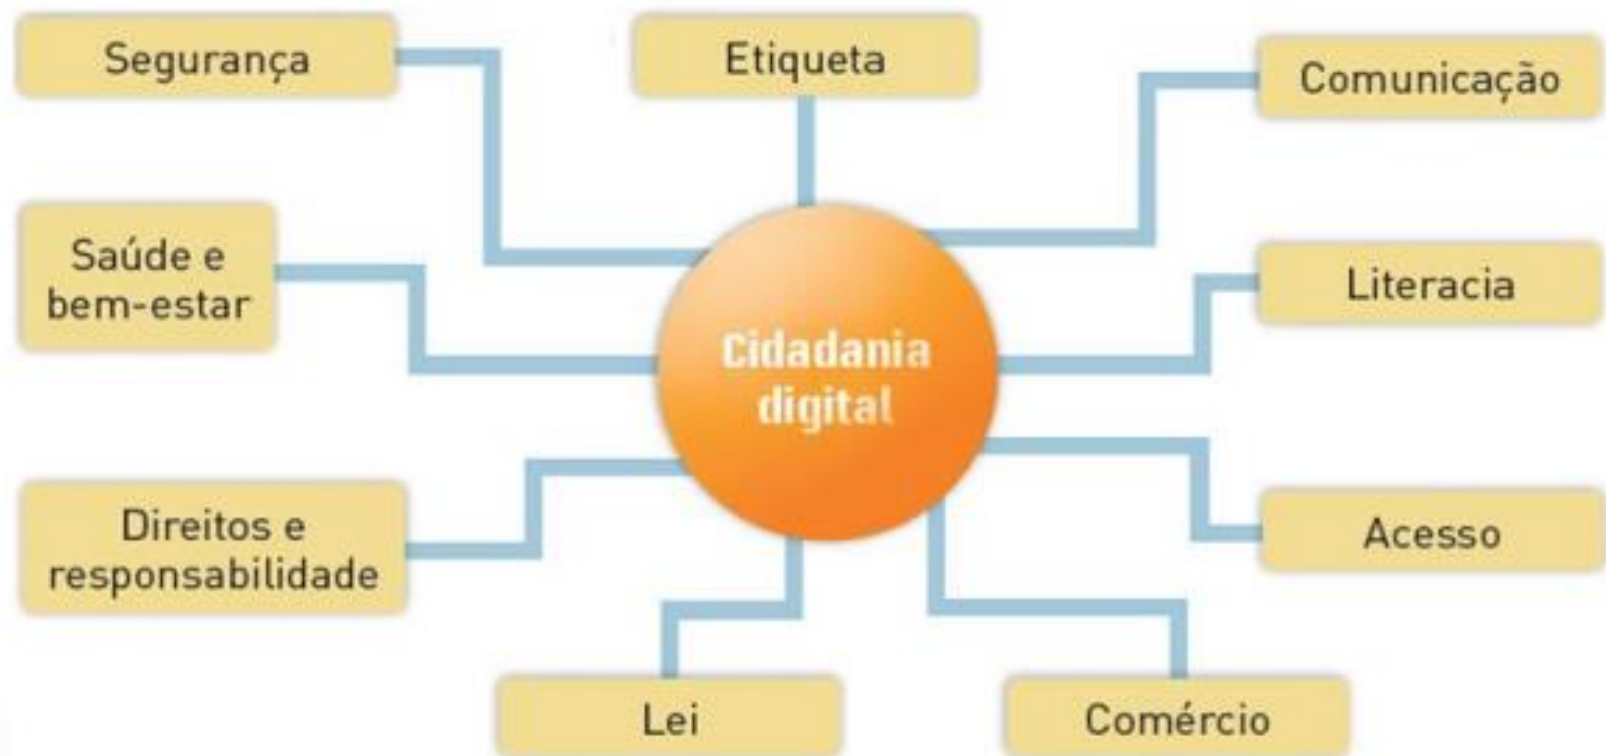 Segurança
Etiqueta
Comunicação
Saúde e
bem-estar
Literacia
Cidadania
digital
Direitos e
responsabilidade
Acesso
Lei
Comércio